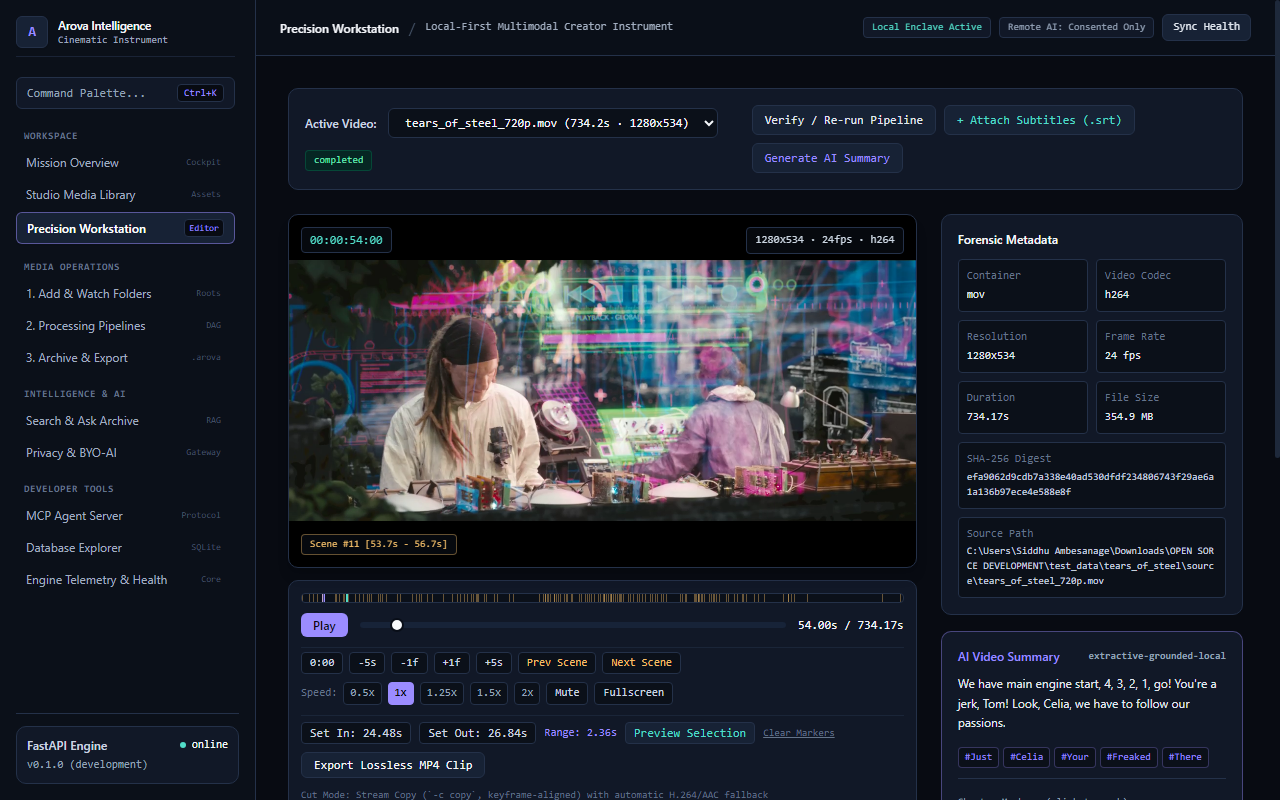 A
Arova Intelligence
Cinematic Instrument
Command Palette...
Ctrl+K
WORKSPACE
Mission Overview
Cockpit
Studio Media Library
Assets
Precision Workstation
Editor
MEDIA OPERATIONS
1. Add & Watch Folders
Roots
2. Processing Pipelines
DAG
3. Archive & Export
.arova
INTELLIGENCE & AI
Search & Ask Archive
RAG
Privacy & BYO-AI
Gateway
DEVELOPER TOOLS
MCP Agent Server
Protocol
Database Explorer
SQLite
Engine Telemetry & Health
Core
FastAPI Engine
online
v0.1.0 (development)
Precision Workstation / Local-First Multimodal Creator Instrument
Local Enclave Active
Remote AI: Consented Only
Sync Health
Active Video:
tears_of_steel_720p.mov (734.2s · 1280x534)
completed
Verify / Re-run Pipeline
+ Attach Subtitles (.srt)
Generate AI Summary
00:00:54:00
1280x534 · 24fps · h264
PLAYBACK - GLOBAL
Scene #11 [53.7s - 56.7s]
Play
54.00s / 734.17s
0:00
-5s
-1f
+1f
+5s
Prev Scene
Next Scene
Speed:
0.5x
1x
1.25x
1.5x
2x
Mute
Fullscreen
Set In: 24.48s
Set Out: 26.84s
Range: 2.36s
Preview Selection
Clear Markers
Export Lossless MP4 Clip
Cut Mode: Stream Copy (`-c copy`, keyframe-aligned) with automatic H.264/AAC fallback
Forensic Metadata
Container
mov
Video Codec
h264
Resolution
1280x534
Frame Rate
24 fps
Duration
734.17s
File Size
354.9 MB
SHA-256 Digest
efa9062d9cdb7a338e40ad530dfdf234806743f29ae6a
1a136b97ece4e588e8f
Source Path
C:\Users\Siddhu Ambesanage\Downloads\OPEN SOR
CE DEVELOPMENT\test_data\tears_of_steel\sourc
e\tears_of_steel_720p.mov
AI Video Summary
extractive-grounded-local
We have main engine start, 4, 3, 2, 1, go! You're a
jerk, Tom! Look, Celia, we have to follow our
passions.
#Just
#Celia
#Your
#Freaked
#There